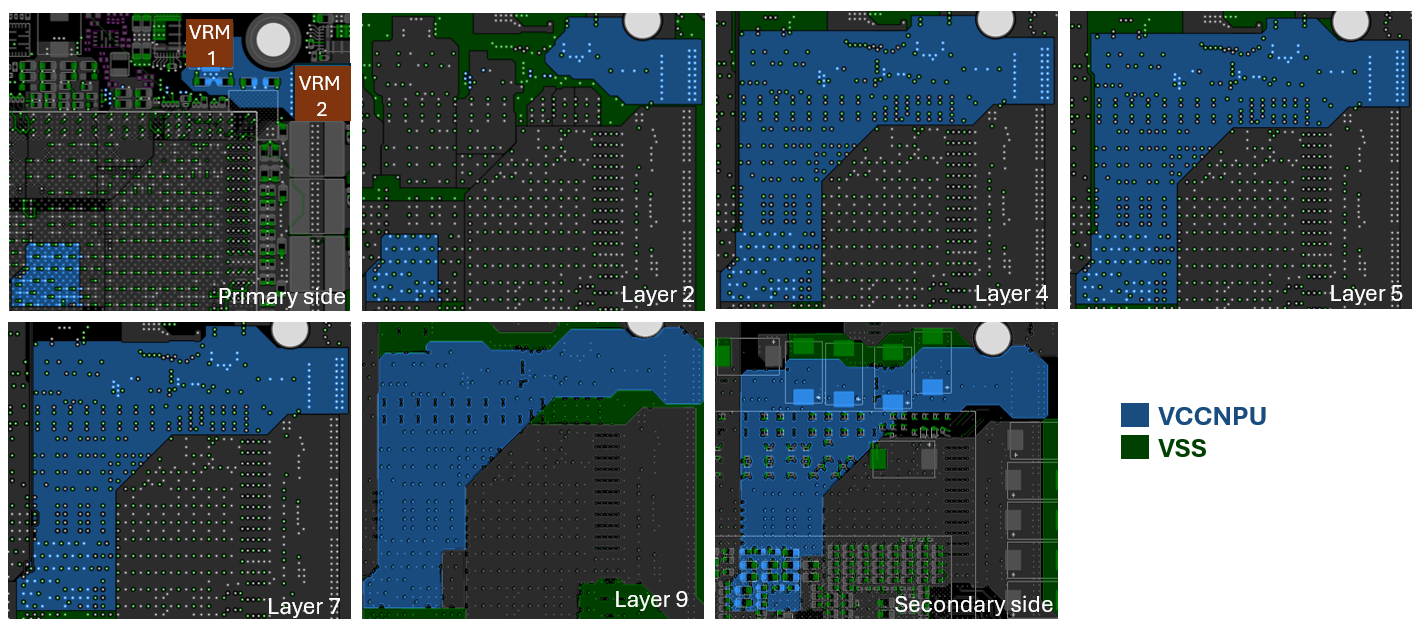 VRM
1
VRM
2
Primary side
Layer 2
Layer 4
Layer 5
Layer 7
Layer 9
Secondary side
VCCNPU
VSS